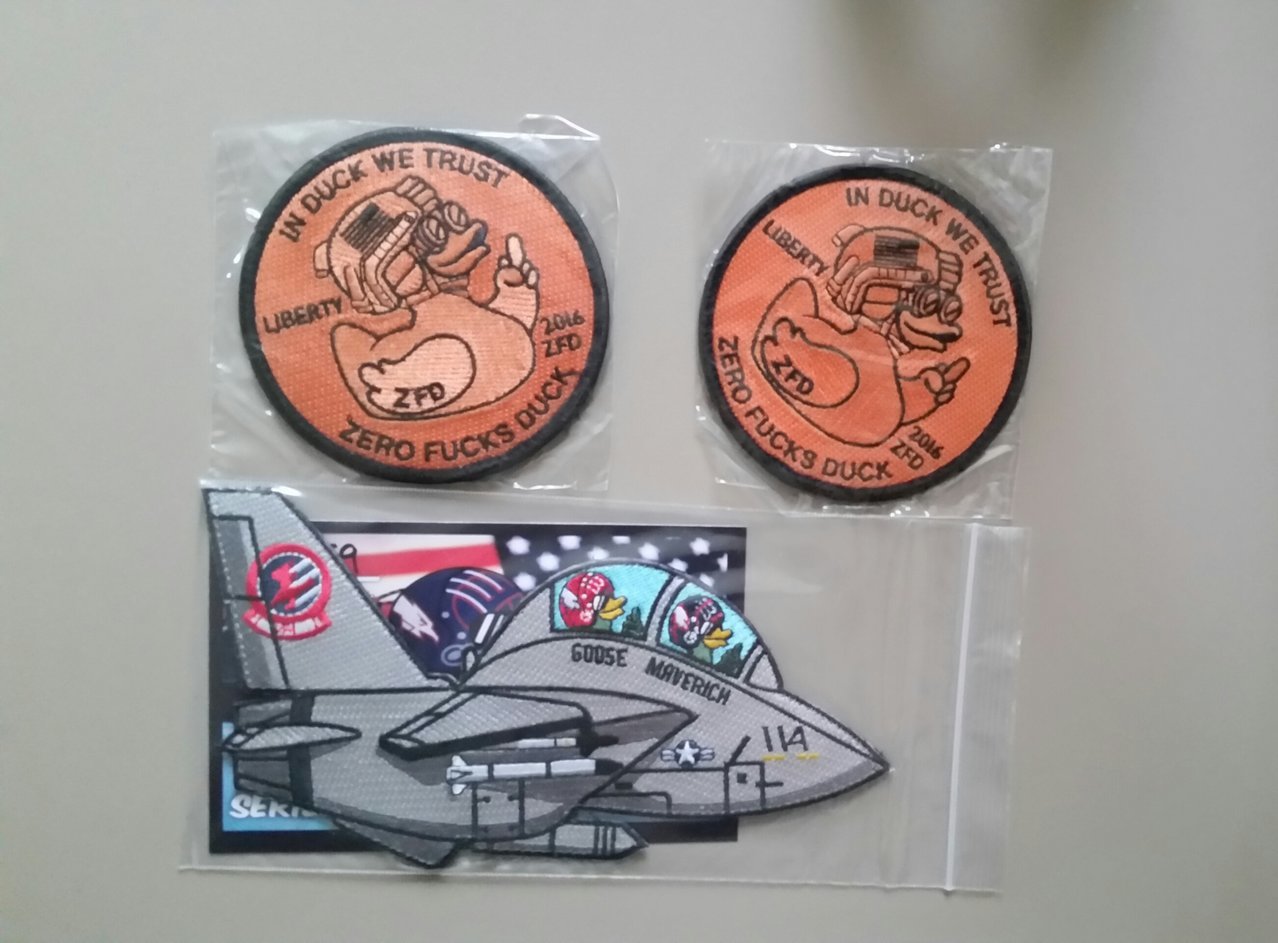 IN DUCK WE TRUST
LIBERTY
2016
ZFD
ZFD
ZERO FUCKS DUCK
IN DUCK WE TRUST
LIBERTY
ZFD
2016
ZFD
ZERO FUCKS DUCK
GOOSE MAVERICH
114